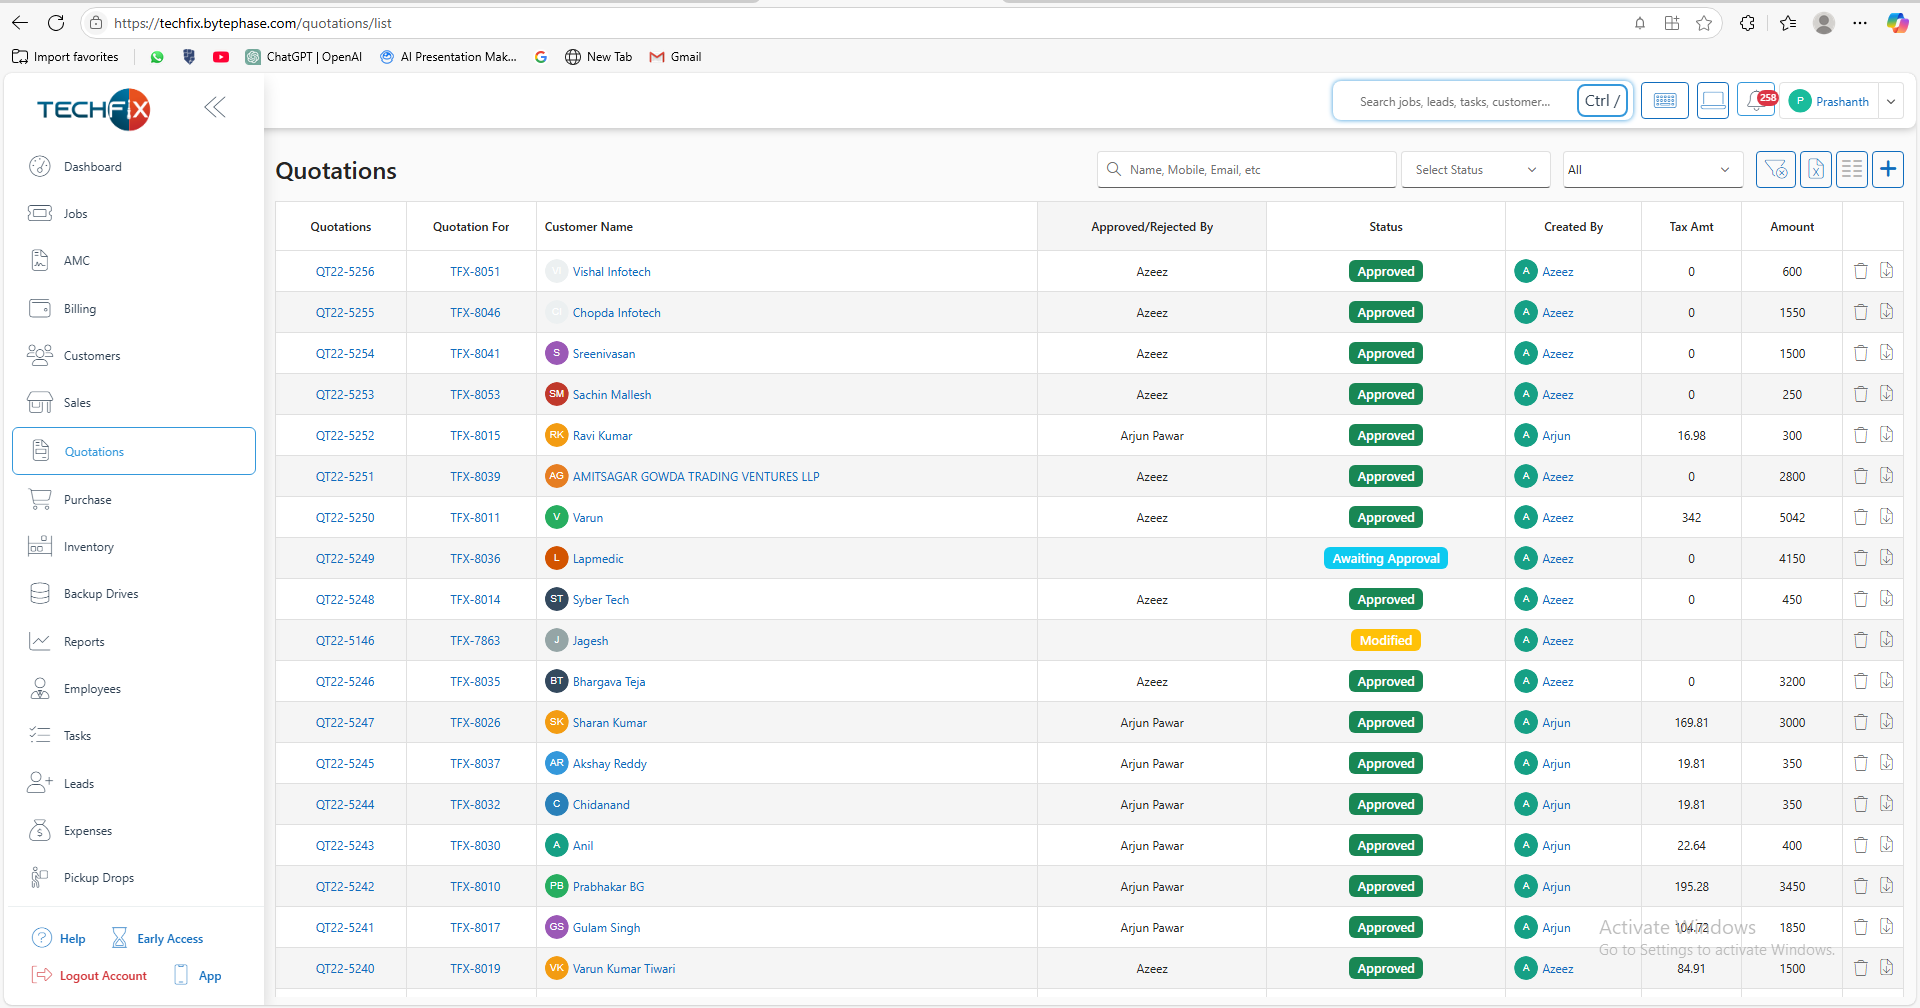 https://techfix.bytephase.com/quotations/list
Import favorites
ChatGPT | OpenAI
AI Presentation Mak...
New Tab
Gmail
TECHFIX
Search jobs, leads, tasks, customer...
Ctrl /
258
P Prashanth
Dashboard
Jobs
AMC
Billing
Customers
Sales
Quotations
Purchase
Inventory
Backup Drives
Reports
Employees
Tasks
Leads
Expenses
Pickup Drops
Help
Early Access
Logout Account
App
Quotations
Name, Mobile, Email, etc
Select Status
All
Quotations Quotation For Customer Name Approved/Rejected By Status Created By Tax Amt Amount
QT22-5256 TFX-8051 VI Vishal Infotech Azeez Approved A Azeez 0 600
QT22-5255 TFX-8046 CI Chopda Infotech Azeez Approved A Azeez 0 1550
QT22-5254 TFX-8041 S Sreenivasan Azeez Approved A Azeez 0 1500
QT22-5253 TFX-8053 SM Sachin Mallesh Azeez Approved A Azeez 0 250
QT22-5252 TFX-8015 RK Ravi Kumar Arjun Pawar Approved A Arjun 16.98 300
QT22-5251 TFX-8039 AG AMITSAGAR GOWDA TRADING VENTURES LLP Azeez Approved A Azeez 0 2800
QT22-5250 TFX-8011 V Varun Azeez Approved A Azeez 342 5042
QT22-5249 TFX-8036 L Lapmedic Awaiting Approval A Azeez 0 4150
QT22-5248 TFX-8014 ST Syber Tech Azeez Approved A Azeez 0 450
QT22-5146 TFX-7863 J Jagesh Modified A Azeez
QT22-5246 TFX-8035 BT Bhargava Teja Azeez Approved A Azeez 0 3200
QT22-5247 TFX-8026 SK Sharan Kumar Arjun Pawar Approved A Arjun 169.81 3000
QT22-5245 TFX-8037 AR Akshay Reddy Arjun Pawar Approved A Arjun 19.81 350
QT22-5244 TFX-8032 C Chidanand Arjun Pawar Approved A Arjun 19.81 350
QT22-5243 TFX-8030 A Anil Arjun Pawar Approved A Arjun 22.64 400
QT22-5242 TFX-8010 PB Prabhakar BG Arjun Pawar Approved A Arjun 195.28 3450
QT22-5241 TFX-8017 GS Gulam Singh Arjun Pawar Approved A Arjun 104.72 1850
QT22-5240 TFX-8019 VK Varun Kumar Tiwari Azeez Approved A Azeez 84.91 1500
Activate Windows
Go to Settings to activate Windows.